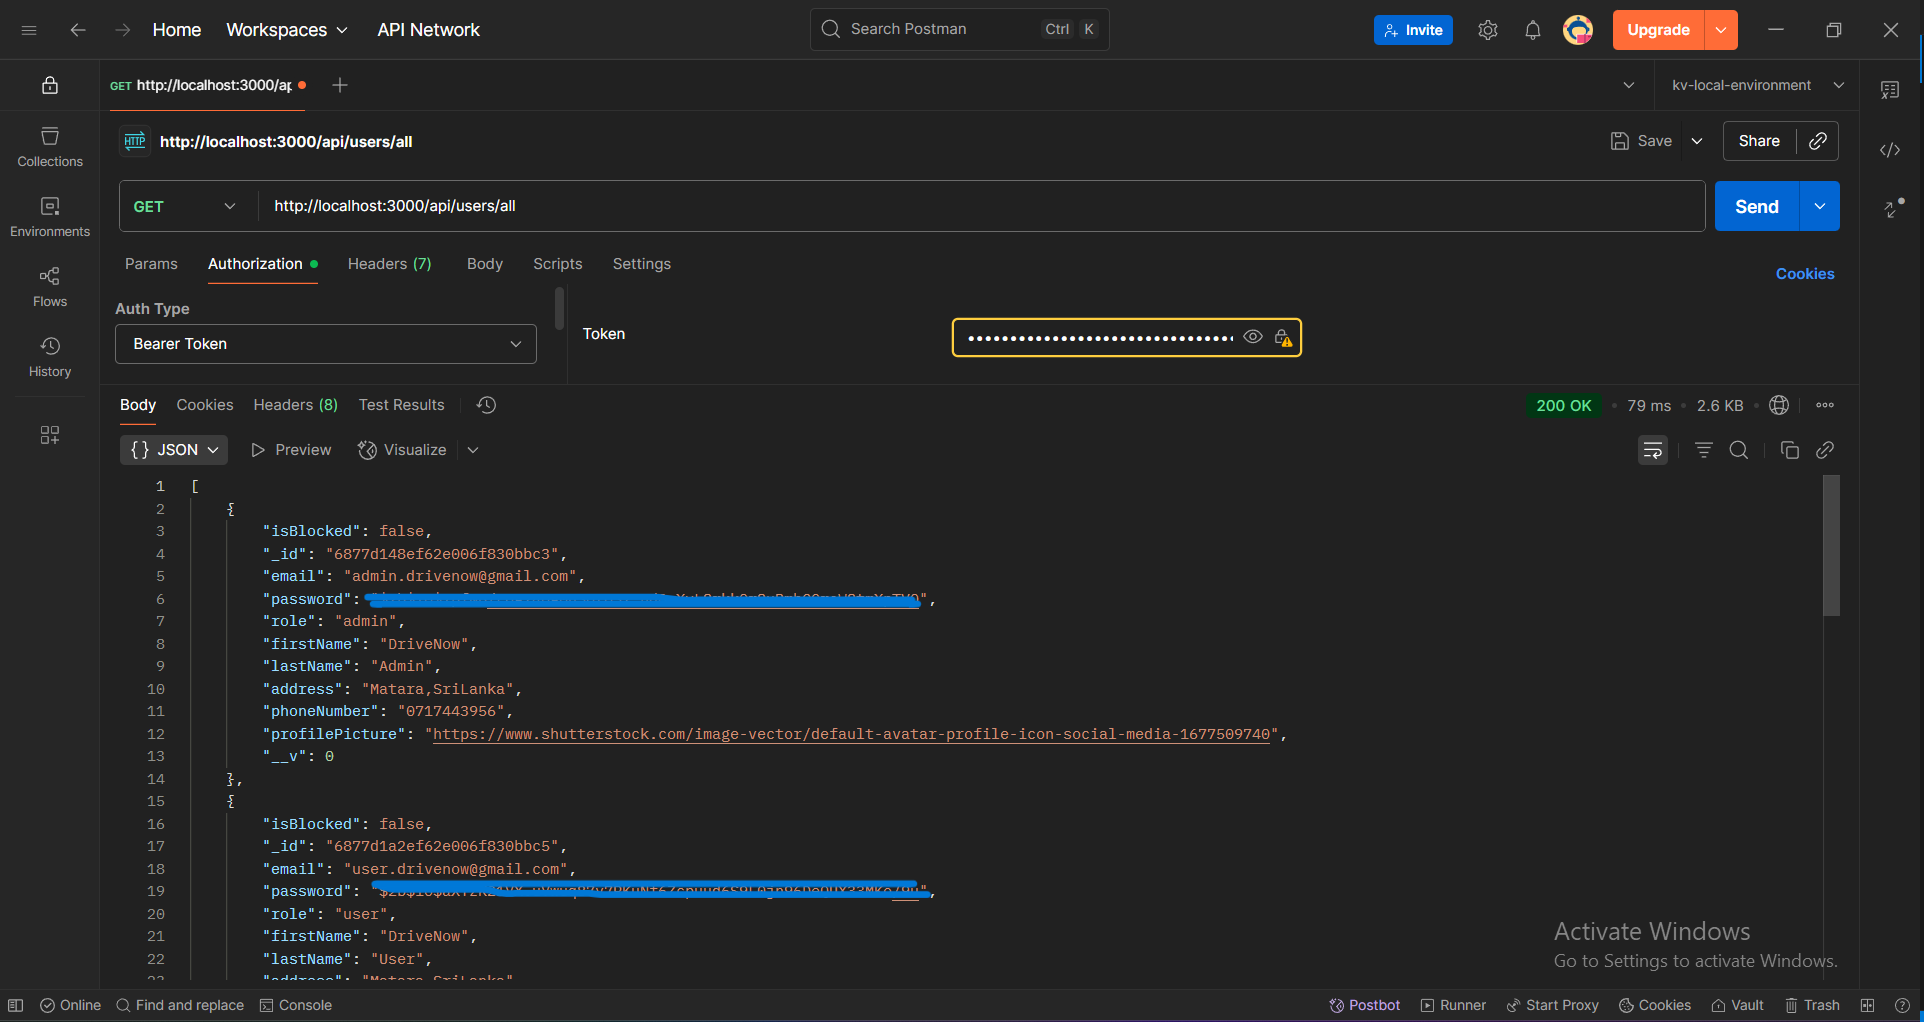 Home Workspaces API Network Search Postman Ctrl K Invite Upgrade
GET http://localhost:3000/ap kv-local-environment
HTTP http://localhost:3000/api/users/all Save Share
GET http://localhost:3000/api/users/all Send
Collections
Environments
Flows
History
Params Authorization Headers (7) Body Scripts Settings Cookies
Auth Type
Bearer Token
Token
Body Cookies Headers (8) Test Results 200 OK • 79 ms • 2.6 KB •
{} JSON Preview Visualize
1 [
2 {
3 "isBlocked": false,
4 "_id": "6877d148ef62e006f830bbc3",
5 "email": "admin.drivenow@gmail.com",
6 "password": ",
7 "role": "admin",
8 "firstName": "DriveNow",
9 "lastName": "Admin",
10 "address": "Matara,SriLanka",
11 "phoneNumber": "0717443956",
12 "profilePicture": "https://www.shutterstock.com/image-vector/default-avatar-profile-icon-social-media-1677509740",
13 "__v": 0
14 },
15 {
16 "isBlocked": false,
17 "_id": "6877d1a2ef62e006f830bbc5",
18 "email": "user.drivenow@gmail.com",
19 "password": ",
20 "role": "user",
21 "firstName": "DriveNow",
22 "lastName": "User",
23 "address": "Matara,SriLanka"
Activate Windows
Go to Settings to activate Windows.
Online Find and replace Console Postbot Runner Start Proxy Cookies Vault Trash